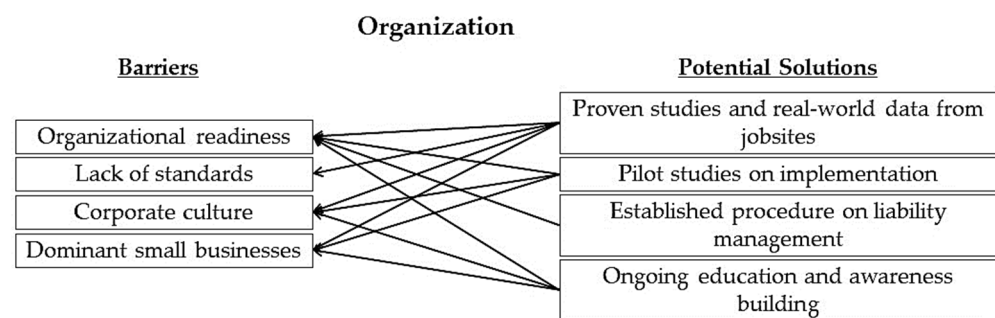 Organization
Barriers
Organizational readiness
Lack of standards
Corporate culture
Dominant small businesses
Potential Solutions
Proven studies and real-world data from
jobsites
Pilot studies on implementation
Established procedure on liability
management
Ongoing education and awareness
building